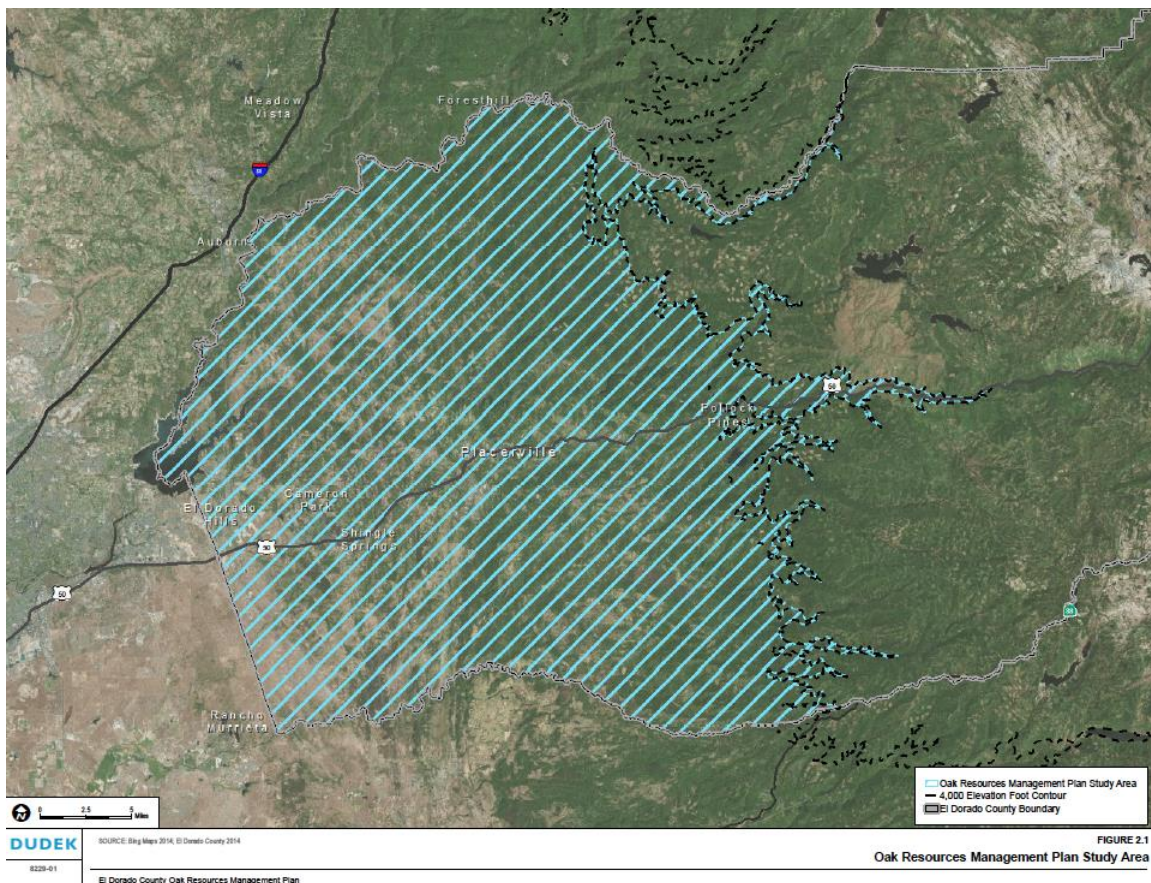 Meadow
Vista
Foresthill
80
Auburn
50
Pollock
Pines
Placerville
Cameron
Park
El Dorado
Hills
Shingle
Springs
50
50
88
Rancho
Murrieta
Oak Resources Management Plan Study Area
4,000 Elevation Foot Contour
El Dorado County Boundary
N
0 2.5 5
Miles
DUDEK
8229-01
SOURCE: Bing Maps 2014; El Dorado County 2014
FIGURE 2.1
Oak Resources Management Plan Study Area
El Dorado County Oak Resources Management Plan